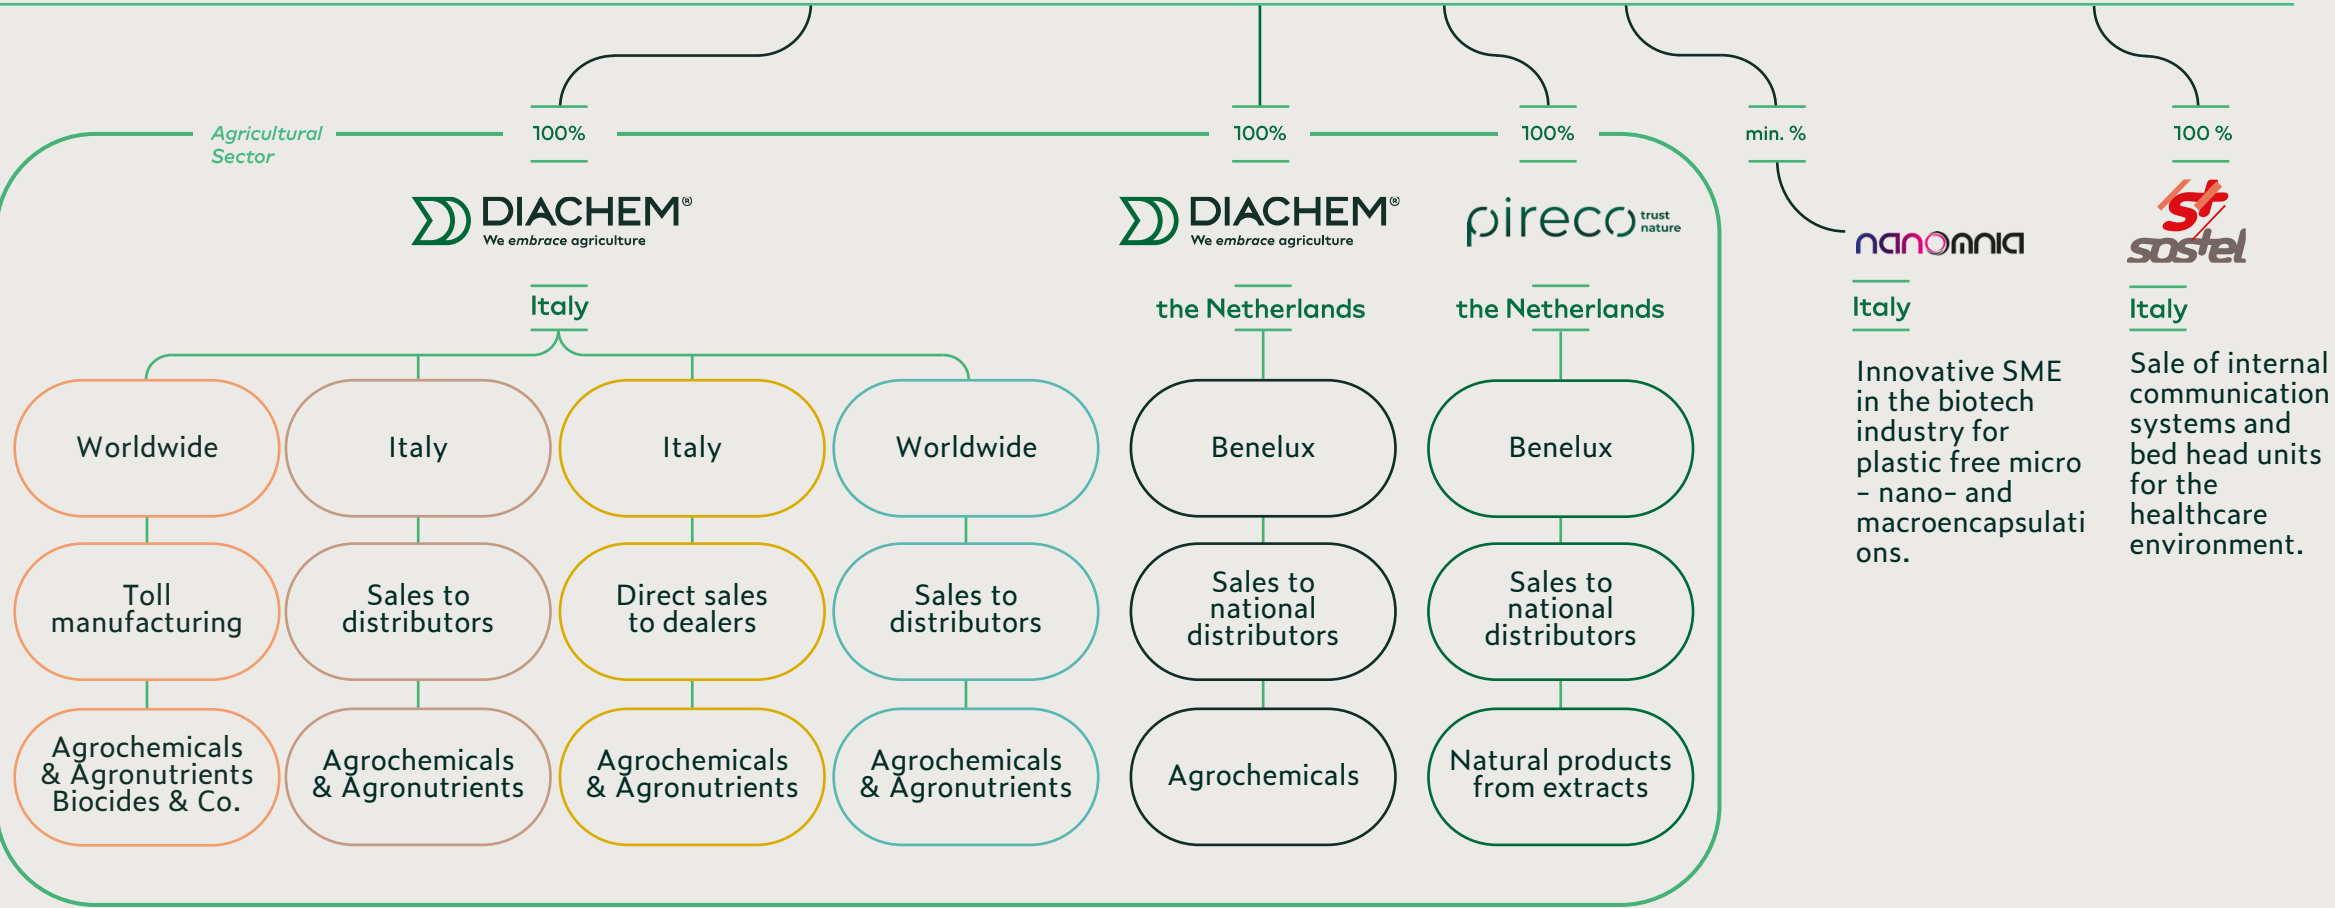 Agricultural
Sector
100%
DIACHEM®
We embrace agriculture
Italy
Worldwide
Toll
manufacturing
Agrochemicals
& Agronutrients
Biocides & Co.
Italy
Sales to
distributors
Agrochemicals
& Agronutrients
Italy
Direct sales
to dealers
Agrochemicals
& Agronutrients
Worldwide
Sales to
distributors
Agrochemicals
& Agronutrients
100%
DIACHEM®
We embrace agriculture
the Netherlands
Benelux
Sales to
national
distributors
Agrochemicals
100%
pireco
trust
nature
the Netherlands
Benelux
Sales to
national
distributors
Natural products
from extracts
min. %
nanomnia
Italy
Innovative SME
in the biotech
industry for
plastic free micro
- nano- and
macroencapsulati
ons.
100 %
st
sostel
Italy
Sale of internal
communication
systems and
bed head units
for the
healthcare
environment.